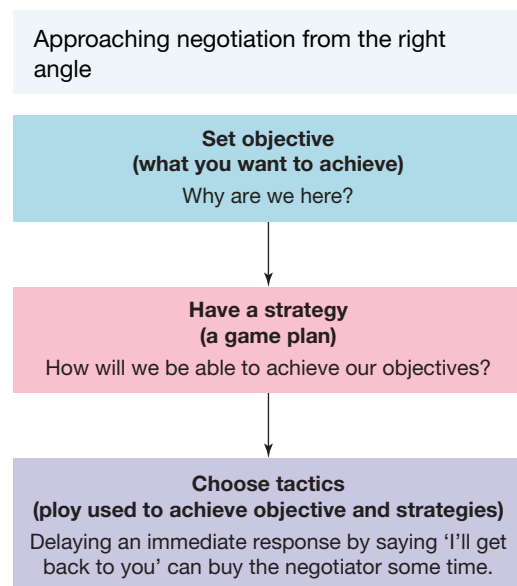 Approaching negotiation from the right
angle
Set objective
(what you want to achieve)
Why are we here?
Have a strategy
(a game plan)
How will we be able to achieve our objectives?
Choose tactics
(ploy used to achieve objective and strategies)
Delaying an immediate response by saying ‘I’ll get
back to you’ can buy the negotiator some time.